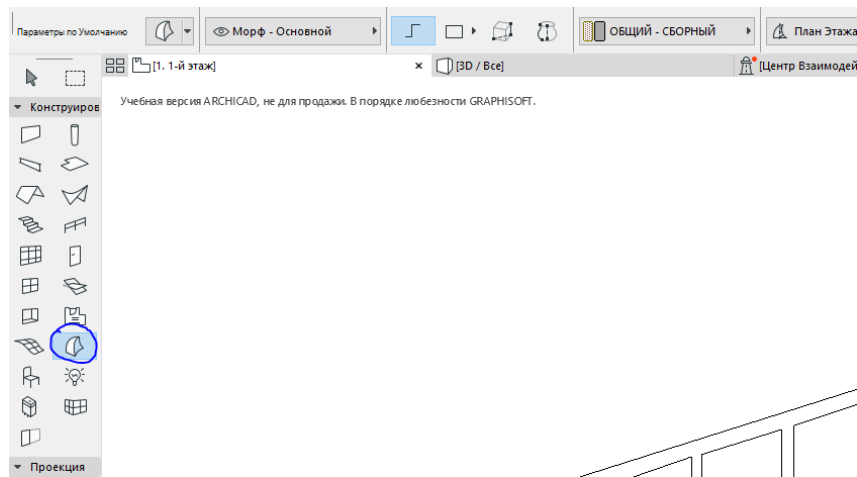 Параметры по Умолчанию
Морф - Основной
ОБЩИЙ - СБОРНЫЙ
План Этажа
[1. 1-й этаж]
[3D / Все]
[Центр Взаимодей
Конструиров
Учебная версия ARCHICAD, не для продажи. В порядке любезности GRAPHISOFT.
Проекция